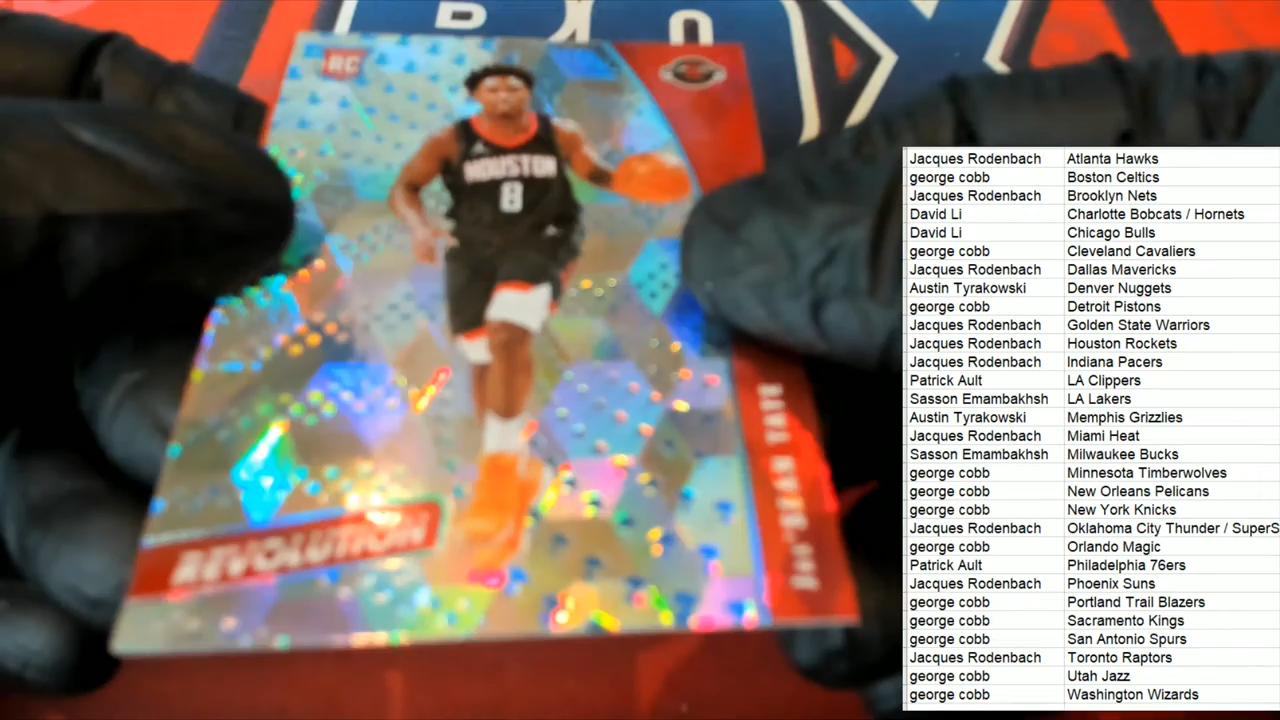 RC
HOUSTON
8
REVOLUTION
JAE'SEAN TATE
Jacques Rodenbach Atlanta Hawks
george cobb Boston Celtics
Jacques Rodenbach Brooklyn Nets
David Li Charlotte Bobcats / Hornets
David Li Chicago Bulls
george cobb Cleveland Cavaliers
Jacques Rodenbach Dallas Mavericks
Austin Tyrakowski Denver Nuggets
george cobb Detroit Pistons
Jacques Rodenbach Golden State Warriors
Jacques Rodenbach Houston Rockets
Jacques Rodenbach Indiana Pacers
Patrick Ault LA Clippers
Sasson Emambakhsh LA Lakers
Austin Tyrakowski Memphis Grizzlies
Jacques Rodenbach Miami Heat
Sasson Emambakhsh Milwaukee Bucks
george cobb Minnesota Timberwolves
george cobb New Orleans Pelicans
george cobb New York Knicks
Jacques Rodenbach Oklahoma City Thunder / SuperS
george cobb Orlando Magic
Patrick Ault Philadelphia 76ers
Jacques Rodenbach Phoenix Suns
george cobb Portland Trail Blazers
george cobb Sacramento Kings
george cobb San Antonio Spurs
Jacques Rodenbach Toronto Raptors
george cobb Utah Jazz
george cobb Washington Wizards